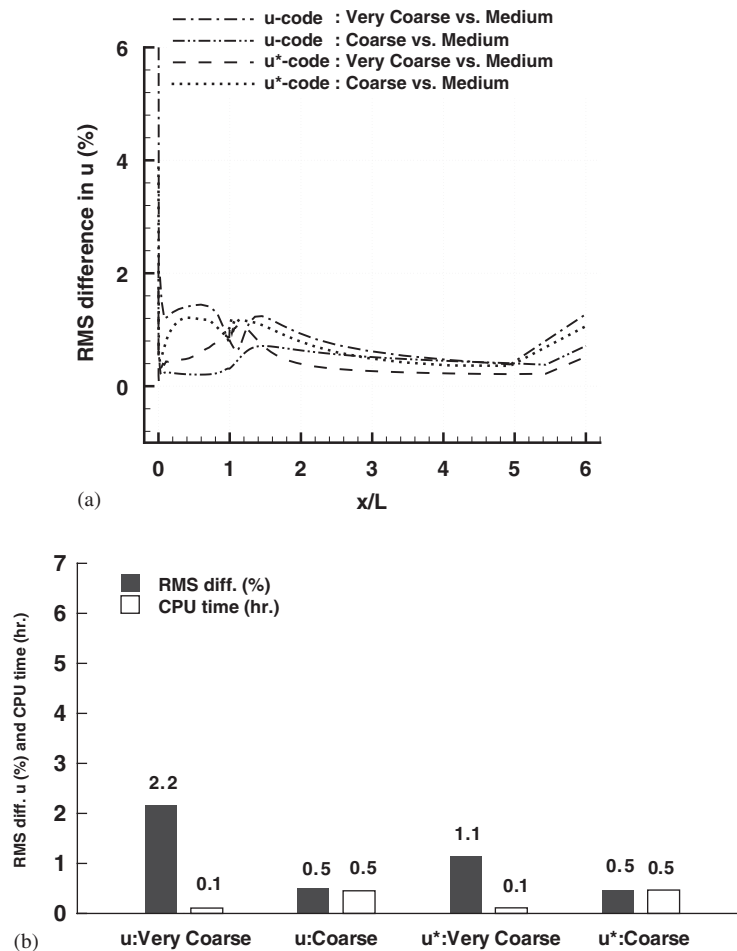 u-code : Very Coarse vs. Medium
u-code : Coarse vs. Medium
u*-code : Very Coarse vs. Medium
u*-code : Coarse vs. Medium
6
4
2
0
RMS difference in u (%)
0 1 2 3 4 5 6
x/L
(a)
7
6
5
4
3
2
1
0
RMS diff. u (%) and CPU time (hr.)
RMS diff. (%)
CPU time (hr.)
2.2
0.1
0.5
0.5
1.1
0.1
0.5
0.5
u:Very Coarse u:Coarse u*:Very Coarse u*:Coarse
(b)